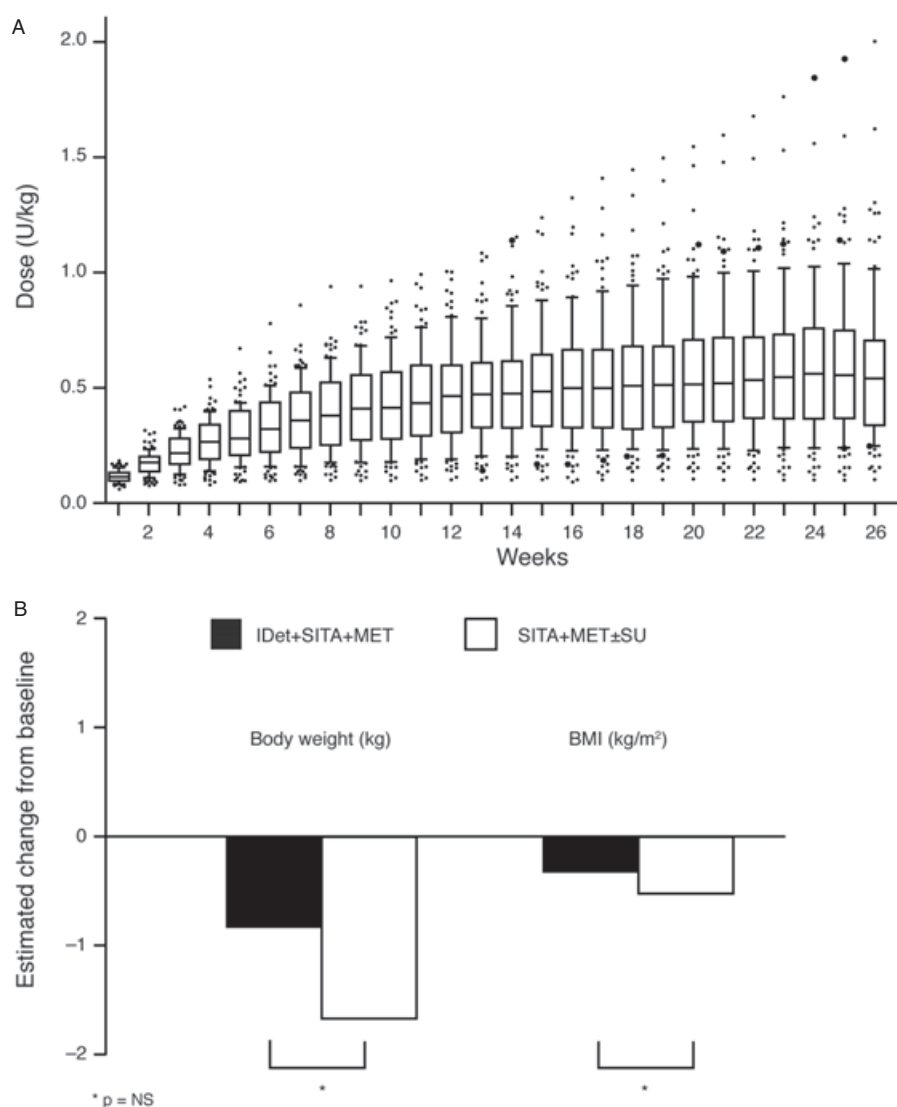 A
2.0
1.5
1.0
0.5
0.0
Dose (U/kg)
2 4 6 8 10 12 14 16 18 20 22 24 26
Weeks
B
2
1
0
−1
−2
Estimated change from baseline
IDet+SITA+MET SITA+MET±SU
Body weight (kg) BMI (kg/m²)
* *
* p = NS